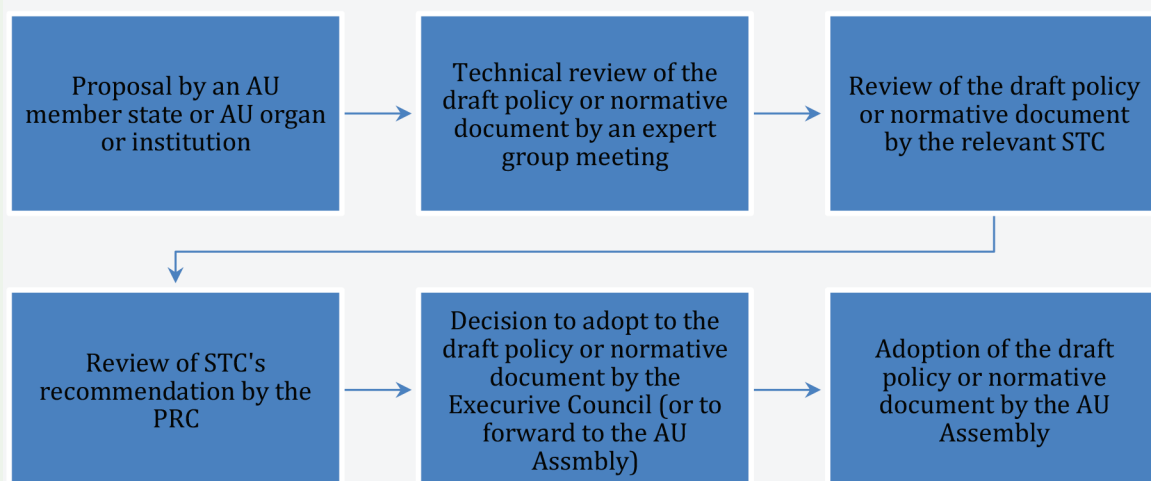 Proposal by an AU
member state or AU organ
or institution
Technical review of the
draft policy or normative
document by an expert
group meeting
Review of the draft policy
or normative document
by the relevant STC
Review of STC's
recommendation by the
PRC
Decision to adopt to the
draft policy or normative
document by the
Execurive Council (or to
forward to the AU
Assmbly)
Adoption of the draft
policy or normative
document by the AU
Assembly